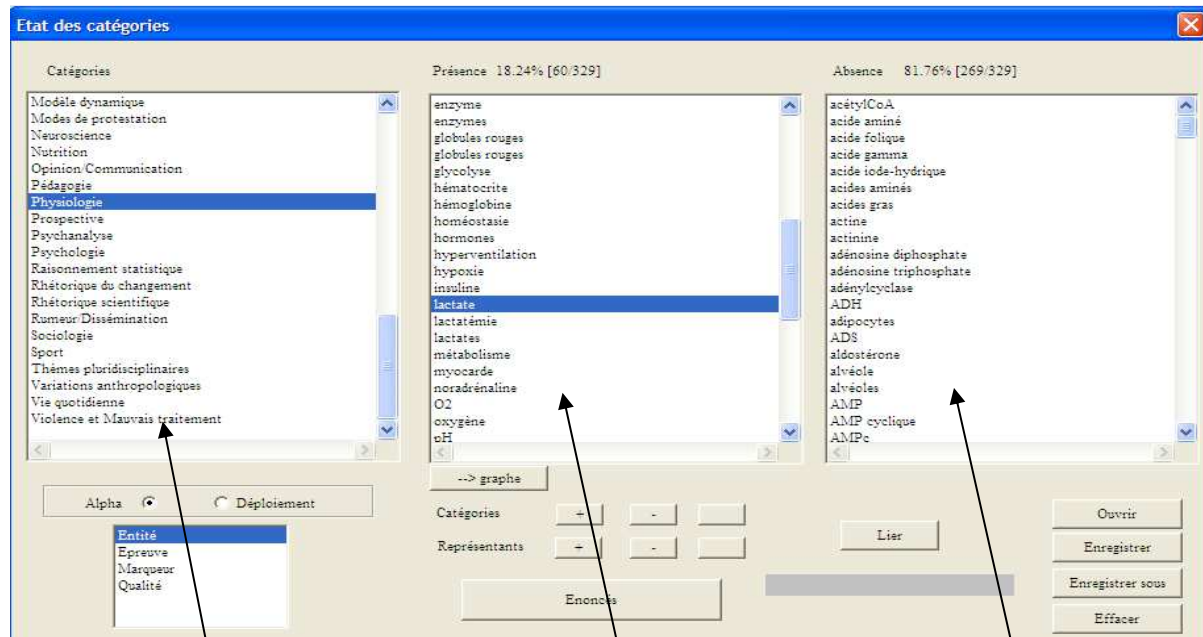 Etat des catégories
Catégories
Présence 18.24% [60/329]
Absence 81.76% [269/329]
Modèle dynamique
Modes de protestation
Neuroscience
Nutrition
Opinion/Communication
Pédagogie
Physiologie
Prospective
Psychanalyse
Psychologie
Raisonnement statistique
Rhétorique du changement
Rhétorique scientifique
Rumeur/Dissémination
Sociologie
Sport
Thèmes pluridisciplinaires
Variations anthropologiques
Vie quotidienne
Violence et Mauvais traitement
enzyme
enzymes
globules rouges
globules rouges
glycolyse
hématocrite
hémoglobine
homéostasie
hormones
hyperventilation
hypoxie
insuline
lactate
lactatémie
lactates
métabolisme
myocarde
noradrénaline
O2
oxygène
pH
acétylCoA
acide aminé
acide folique
acide gamma
acide iode-hydrique
acides aminés
acides gras
actine
actinine
adénosine diphosphate
adénosine triphosphate
adénylcyclase
ADH
adipocytes
ADS
aldostérone
alvéole
alvéoles
AMP
AMP cyclique
AMPc
Alpha
Déploiement
Entité
Epreuve
Marqueur
Qualité
--> graphe
Catégories + -
Représentants + -
Enoncés
Lier
Ouvrir
Enregistrer
Enregistrer sous
Effacer